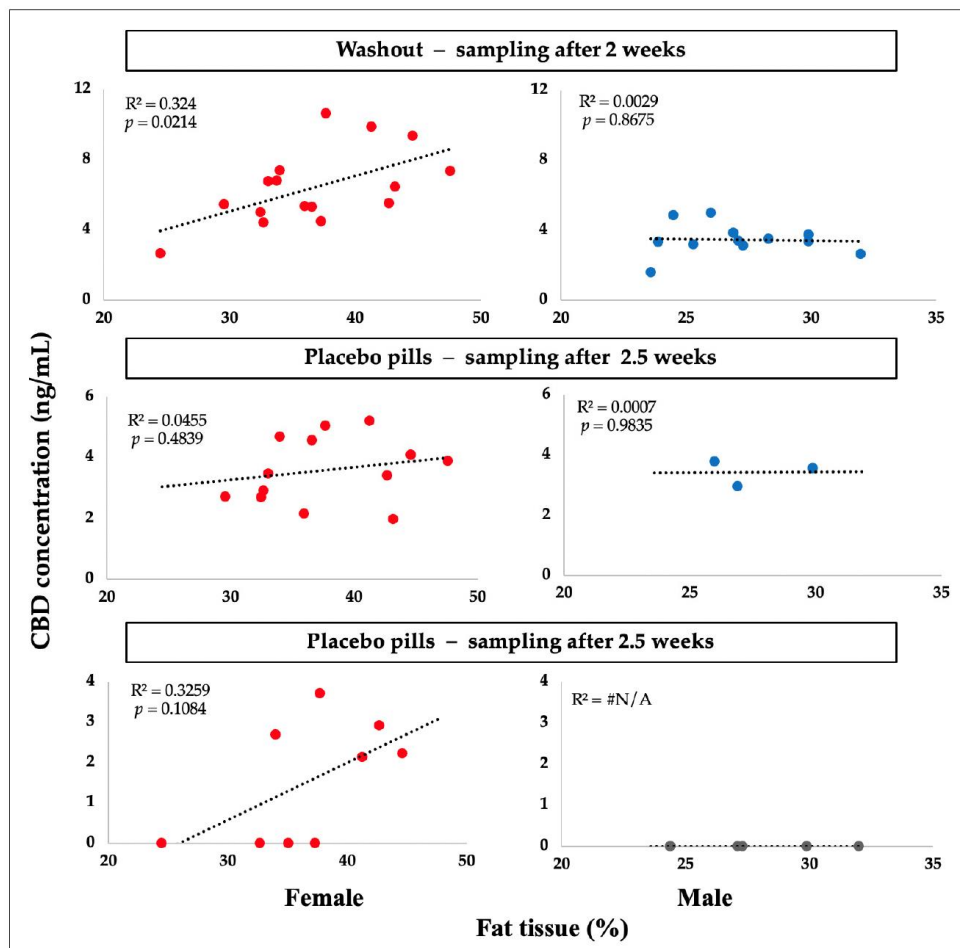 Washout – sampling after 2 weeks
R² = 0.324
p = 0.0214
12
8
4
0
20
30
40
50
R² = 0.0029
p = 0.8675
12
8
4
0
20
25
30
35
Placebo pills – sampling after 2.5 weeks
R² = 0.0455
p = 0.4839
6
4
2
0
20
30
40
50
R² = 0.0007
p = 0.9835
6
4
2
0
20
25
30
35
Placebo pills – sampling after 2.5 weeks
R² = 0.3259
p = 0.1084
4
3
2
1
0
20
30
40
50
R² = #N/A
4
3
2
1
0
20
25
30
35
CBD concentration (ng/mL)
Female
Male
Fat tissue (%)